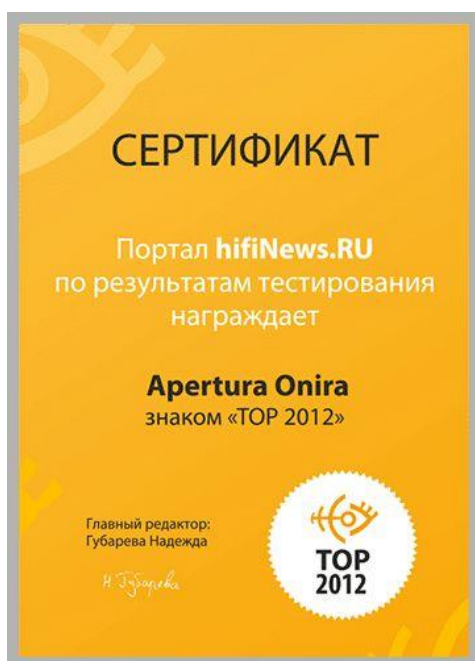 СЕРТИФИКАТ
Портал hifiNews.RU
по результатам тестирования
награждает
Apertura Onira
знаком «TOP 2012»
Главный редактор:
Губарева Надежда
Н Губарева
TOP
2012